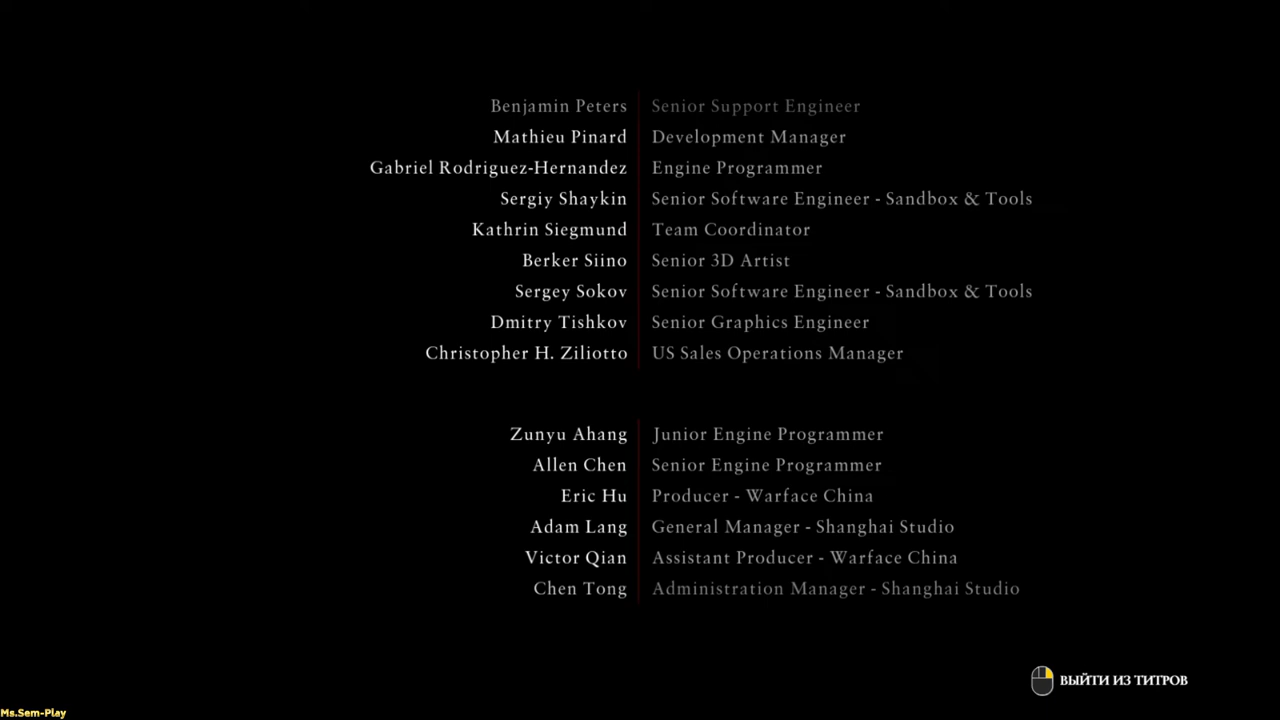 Benjamin Peters Senior Support Engineer
Mathieu Pinard Development Manager
Gabriel Rodriguez-Hernandez Engine Programmer
Sergiy Shaykin Senior Software Engineer - Sandbox & Tools
Kathrin Siegmund Team Coordinator
Berker Siino Senior 3D Artist
Sergey Sokov Senior Software Engineer - Sandbox & Tools
Dmitry Tishkov Senior Graphics Engineer
Christopher H. Ziliotto US Sales Operations Manager
Zunyu Ahang Junior Engine Programmer
Allen Chen Senior Engine Programmer
Eric Hu Producer - Warface China
Adam Lang General Manager - Shanghai Studio
Victor Qian Assistant Producer - Warface China
Chen Tong Administration Manager - Shanghai Studio
ВЫЙТИ ИЗ ТИТРОВ
Ms.Sem-Play